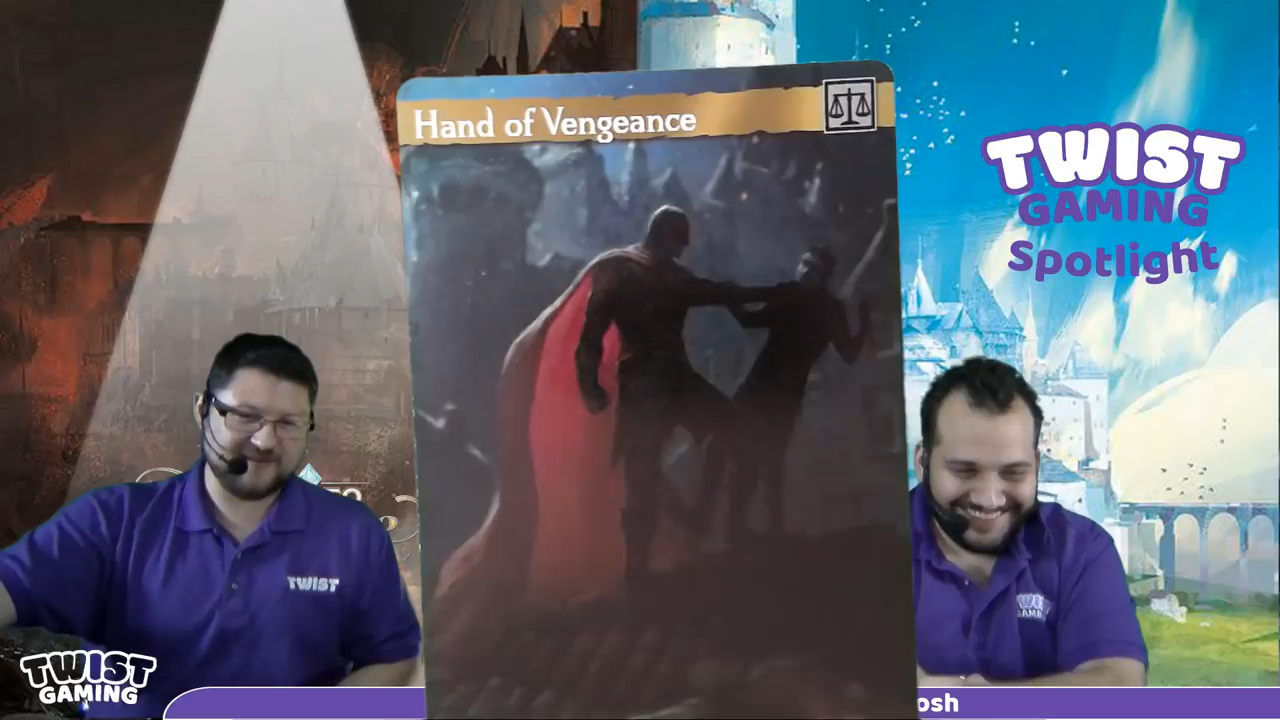 Hand of Vengeance
TWIST
GAMING
Spotlight
TWIST
TWIST
GAMING
osh